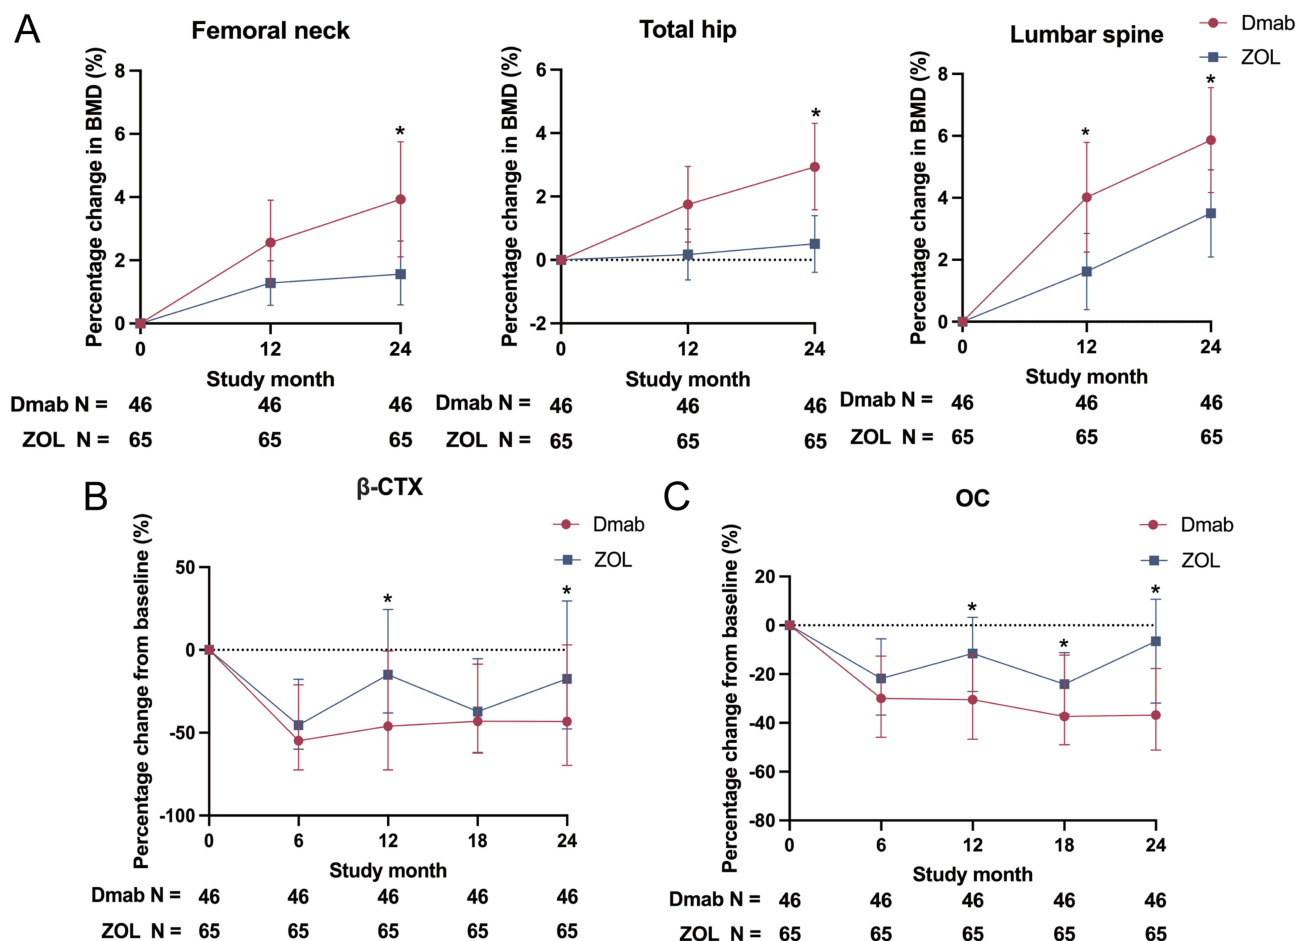 A
Femoral neck
Percentage change in BMD (%)
8
6
4
2
0
*
0 12 24
Study month
Dmab N = 46 46 46
ZOL N = 65 65 65
Total hip
Percentage change in BMD (%)
6
4
2
0
-2
*
0 12 24
Study month
Dmab N = 46 46 46
ZOL N = 65 65 65
Lumbar spine
Dmab
ZOL
Percentage change in BMD (%)
8
6
4
2
0
*
*
0 12 24
Study month
Dmab N = 46 46 46
ZOL N = 65 65 65
B
β-CTX
Dmab
ZOL
Percentage change from baseline (%)
50
0
-50
-100
* *
0 6 12 18 24
Study month
Dmab N = 46 46 46 46 46
ZOL N = 65 65 65 65 65
C
OC
Dmab
ZOL
Percentage change from baseline (%)
20
0
-20
-40
-60
-80
* * *
0 6 12 18 24
Study month
Dmab N = 46 46 46 46 46
ZOL N = 65 65 65 65 65